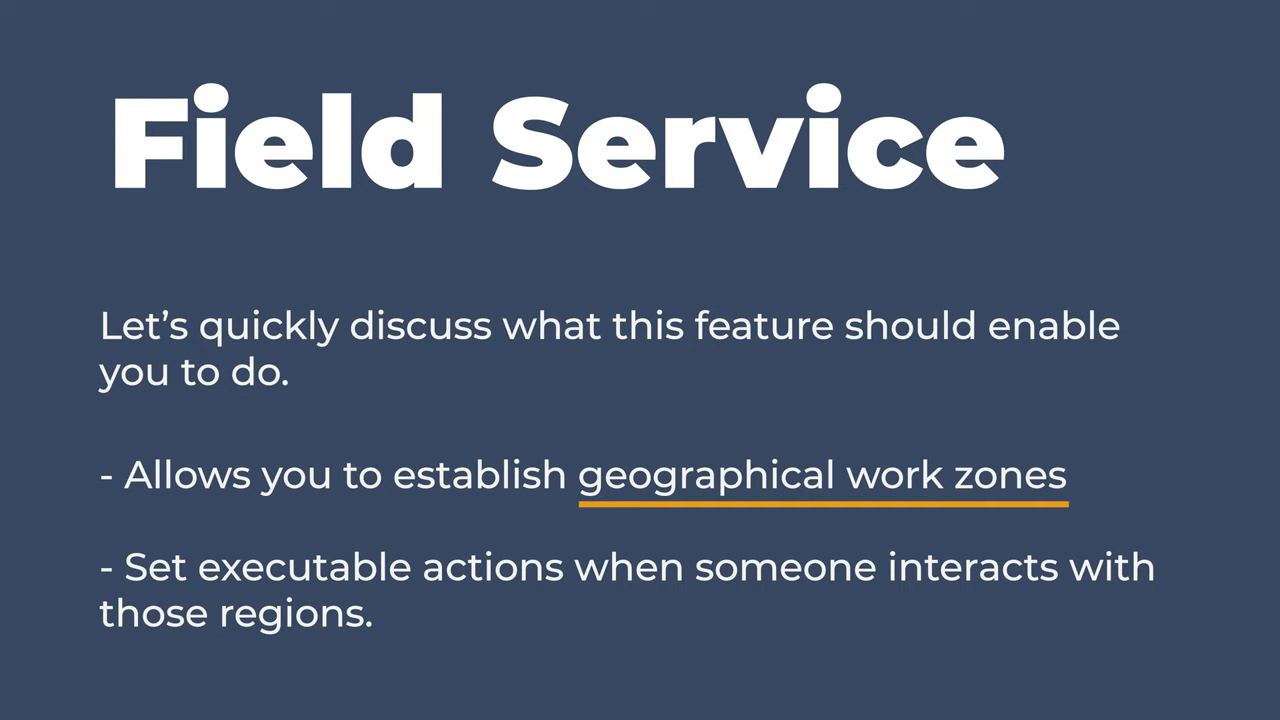 Field Service
Let’s quickly discuss what this feature should enable
you to do.
- Allows you to establish geographical work zones
- Set executable actions when someone interacts with
those regions.